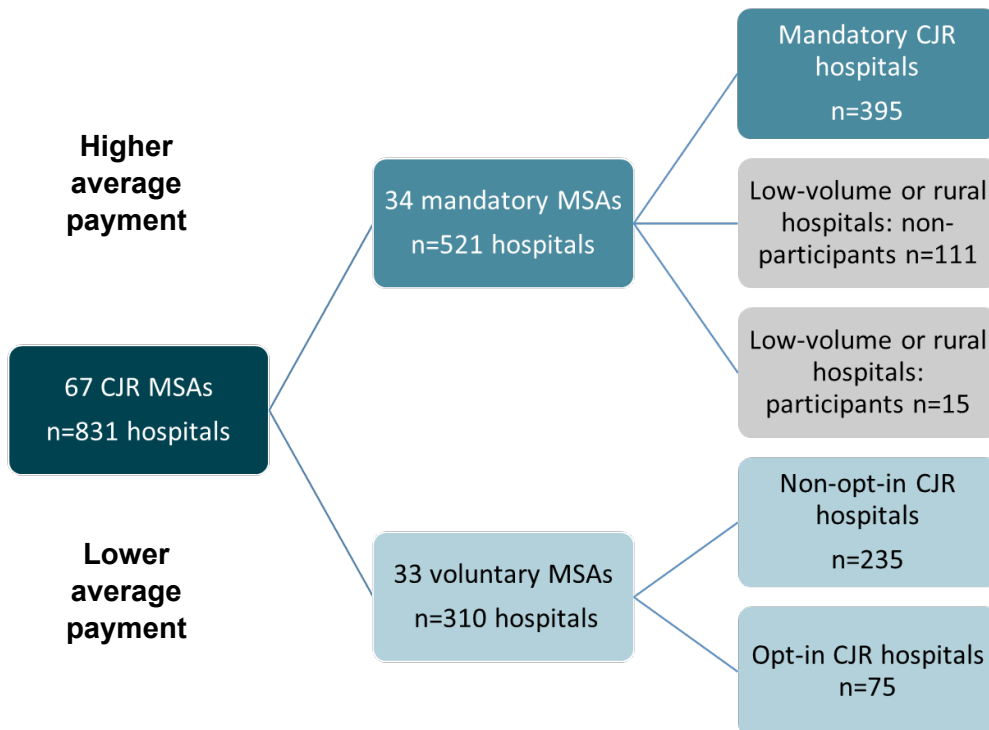 Higher
average
payment
Lower
average
payment
67 CJR MSAs
n=831 hospitals
34 mandatory MSAs
n=521 hospitals
33 voluntary MSAs
n=310 hospitals
Mandatory CJR
hospitals
n=395
Low-volume or rural
hospitals: non-
participants n=111
Low-volume or rural
hospitals:
participants n=15
Non-opt-in CJR
hospitals
n=235
Opt-in CJR hospitals
n=75